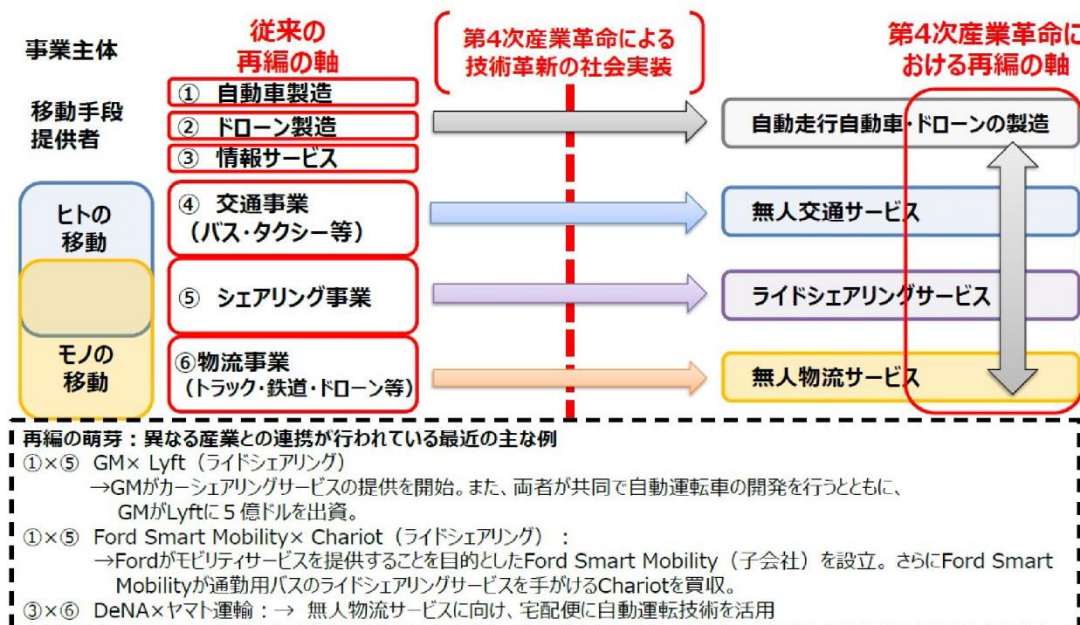 事業主体
従来の
再編の軸
第4次産業革命による
技術革新の社会実装
第4次産業革命に
おける再編の軸
移動手段
提供者
① 自動車製造
② ドローン製造
③ 情報サービス
自動走行自動車・ドローンの製造
ヒトの
移動
④ 交通事業
(バス・タクシー等)
無人交通サービス
⑤ シェアリング事業
ライドシェアリングサービス
モノの
移動
⑥物流事業
(トラック・鉄道・ドローン等)
無人物流サービス
再編の萌芽:異なる産業との連携が行われている最近の主な例
①×⑤ GM× Lyft (ライドシェアリング)
→GMがカーシェアリングサービスの提供を開始。また、両者が共同で自動運転車の開発を行うとともに、
GMがLyftに5億ドルを出資。
①×⑤ Ford Smart Mobility× Chariot (ライドシェアリング) :
→Fordがモビリティサービスを提供することを目的としたFord Smart Mobility (子会社) を設立。さらにFord Smart
Mobilityが通勤用バスのライドシェアリングサービスを手がけるChariotを買収。
③×⑥ DeNA×ヤマト運輸:→ 無人物流サービスに向け、宅配便に自動運転技術を活用